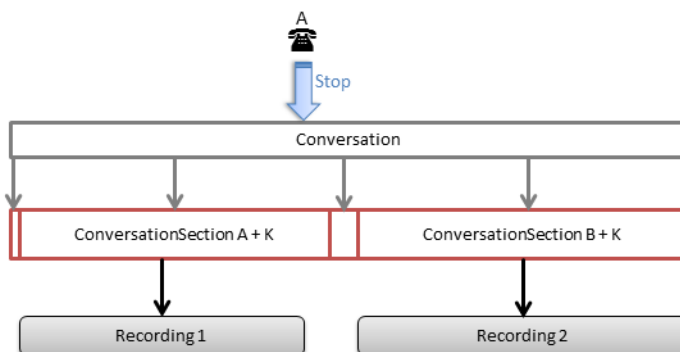 A
Stop
Conversation
ConversationSection A + K
ConversationSection B + K
Recording 1
Recording 2